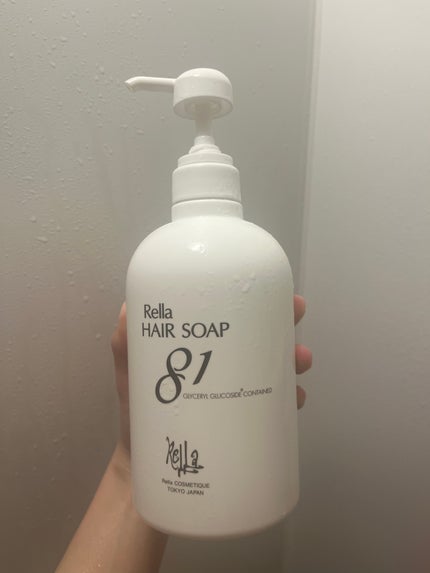 Rella
HAIR SOAP
81
GLYCERYL GLUCOSIDE® CONTAINED
Rella
Rella COSMETIQUE
TOKYO JAPAN